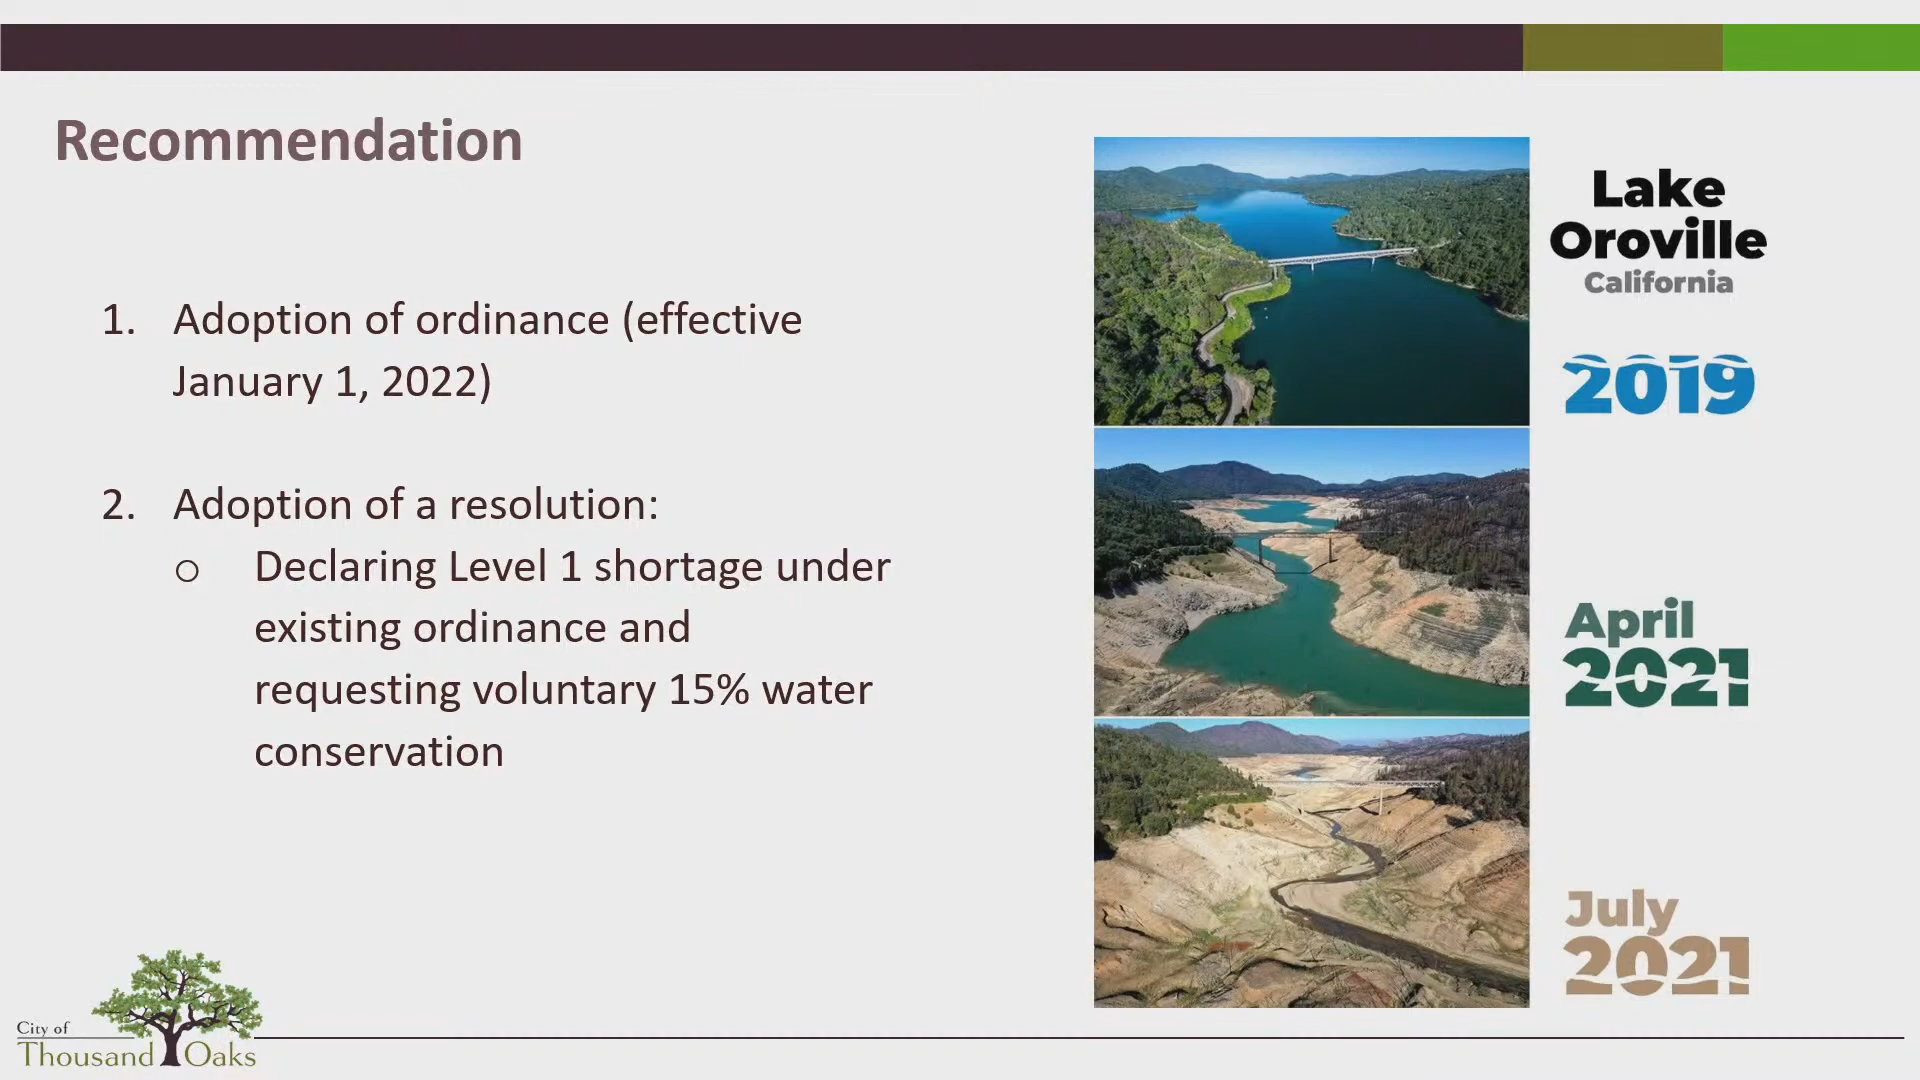 Recommendation
1. Adoption of ordinance (effective
January 1, 2022)
2. Adoption of a resolution:
o Declaring Level 1 shortage under
existing ordinance and
requesting voluntary 15% water
conservation
Lake
Oroville
California
2019
April
2021
July
2021
City of
Thousand Oaks